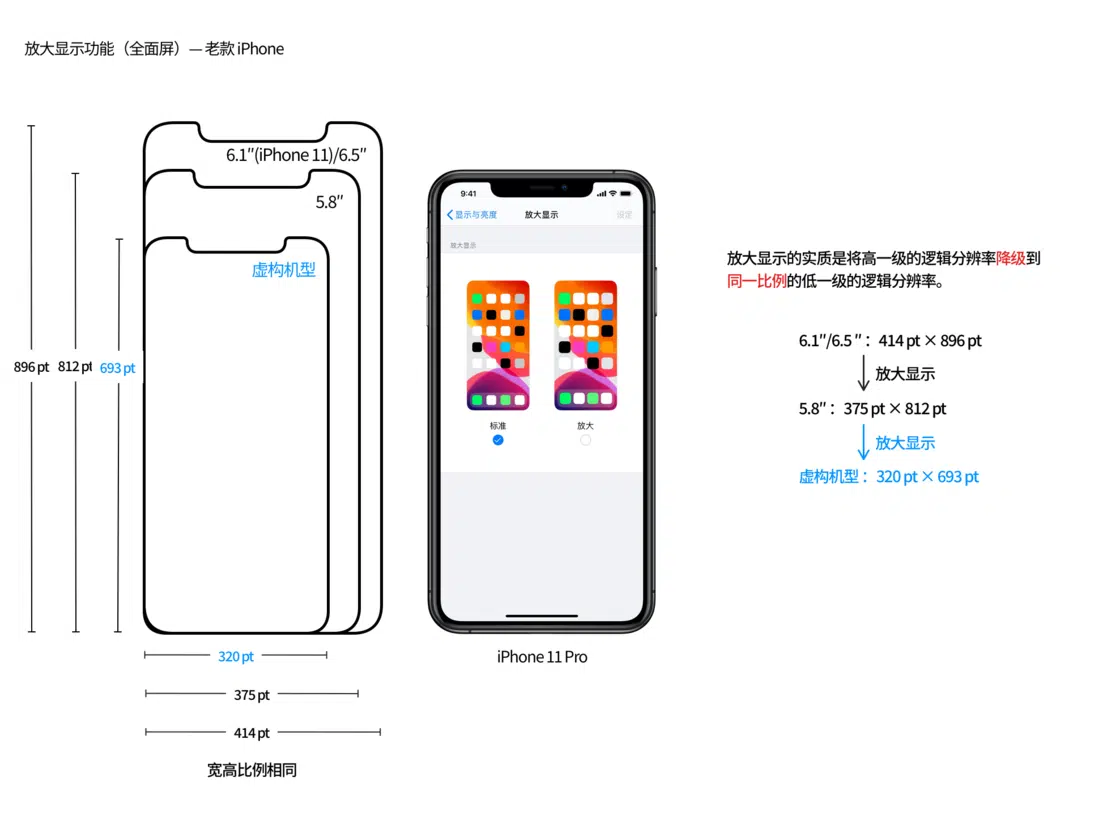 放大显示功能（全面屏）— 老款 iPhone
6.1″(iPhone 11)/6.5″
5.8″
虚构机型
896 pt
812 pt
693 pt
320 pt
375 pt
414 pt
宽高比例相同
9:41
显示与亮度
放大显示
设定
放大显示
标准
放大
iPhone 11 Pro
放大显示的实质是将高一级的逻辑分辨率降级到
同一比例的低一级的逻辑分辨率。
6.1″/6.5 ″ ： 414 pt × 896 pt
放大显示
5.8″ ： 375 pt × 812 pt
放大显示
虚构机型 ： 320 pt × 693 pt